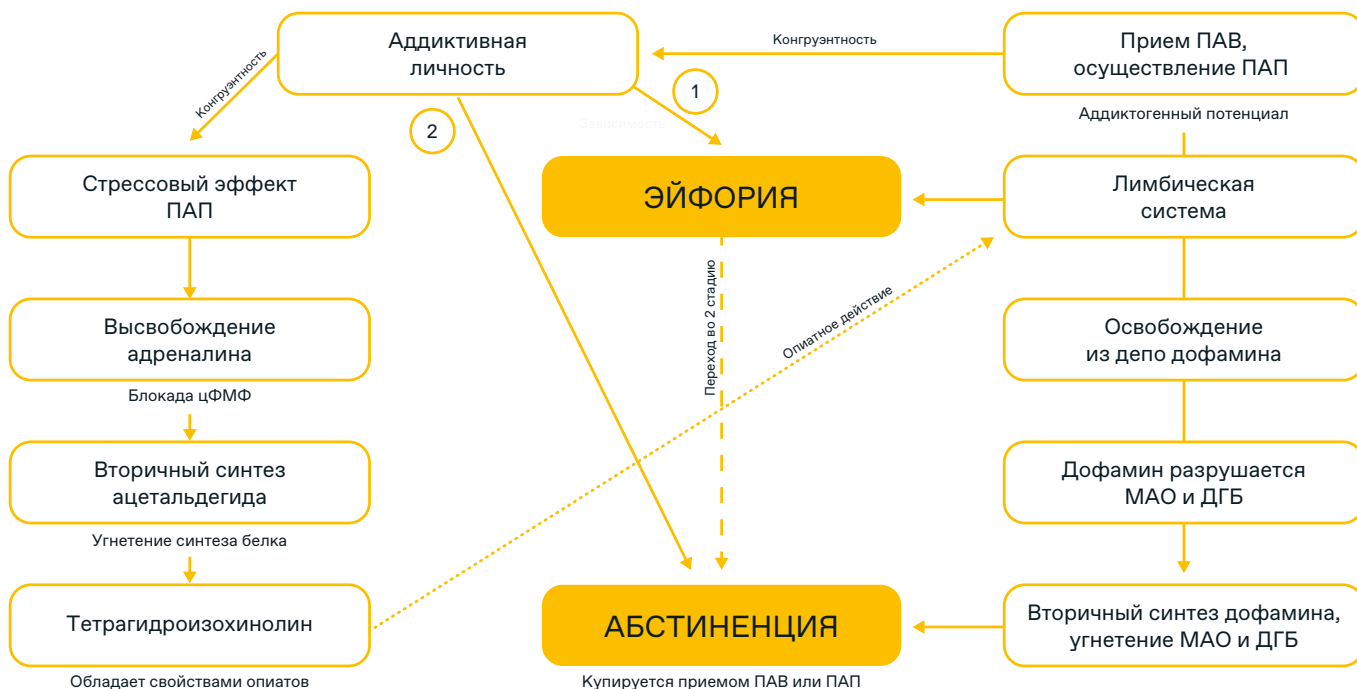 Аддиктивная
личность
Конгруэнтность
Прием ПАВ,
осуществление ПАП
Аддиктогенный потенциал
Конгруэнтность
1
2
Зависимость
Стрессовый эффект
ПАП
ЭЙФОРИЯ
Лимбическая
система
Высвобождение
адреналина
Блокада цФМФ
Переход во 2 стадию
Опиатное действие
Освобождение
из депо дофамина
Вторичный синтез
ацетальдегида
Угнетение синтеза белка
Дофамин разрушается
МАО и ДГБ
Тетрагидроизохинолин
Обладает свойствами опиатов
АБСТИНЕНЦИЯ
Купируется приемом ПАВ или ПАП
Вторичный синтез дофамина,
угнетение МАО и ДГБ